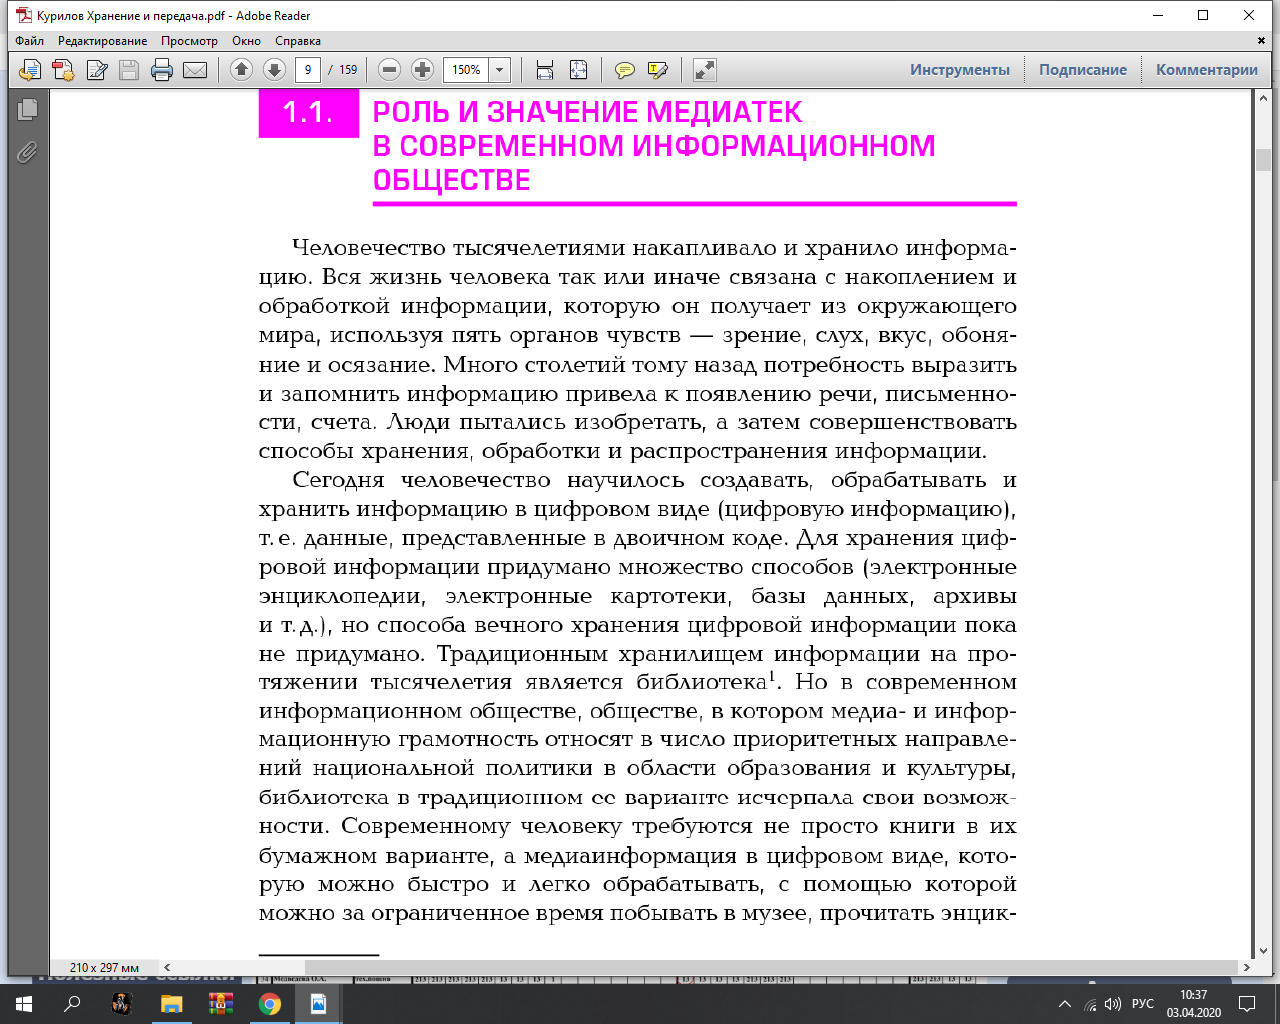 Курилов Хранение и передача.pdf - Adobe Reader
Файл Редактирование Просмотр Окно Справка
9 / 159 150% Инструменты Подписание Комментарии
1.1. РОЛЬ И ЗНАЧЕНИЕ МЕДИАТЕК
В СОВРЕМЕННОМ ИНФОРМАЦИОННОМ
ОБЩЕСТВЕ
Человечество тысячелетиями накапливало и хранило информа-
цию. Вся жизнь человека так или иначе связана с накоплением и
обработкой информации, которую он получает из окружающего
мира, используя пять органов чувств — зрение, слух, вкус, обоня-
ние и осязание. Много столетий тому назад потребность выразить
и запомнить информацию привела к появлению речи, письменно-
сти, счета. Люди пытались изобретать, а затем совершенствовать
способы хранения, обработки и распространения информации.
Сегодня человечество научилось создавать, обрабатывать и
хранить информацию в цифровом виде (цифровую информацию),
т. е. данные, представленные в двоичном коде. Для хранения циф-
ровой информации придумано множество способов (электронные
энциклопедии, электронные картотеки, базы данных, архивы
и т. д.), но способа вечного хранения цифровой информации пока
не придумано. Традиционным хранилищем информации на про-
тяжении тысячелетия является библиотека¹. Но в современном
информационном обществе, обществе, в котором медиа- и инфор-
мационную грамотность относят в число приоритетных направле-
ний национальной политики в области образования и культуры,
библиотека в традиционном ее варианте исчерпала свои возмож-
ности. Современному человеку требуются не просто книги в их
бумажном варианте, а медиаинформация в цифровом виде, кото-
рую можно быстро и легко обрабатывать, с помощью которой
можно за ограниченное время побывать в музее, прочитать энцик-
210 x 297 мм
РУС 10:37
03.04.2020